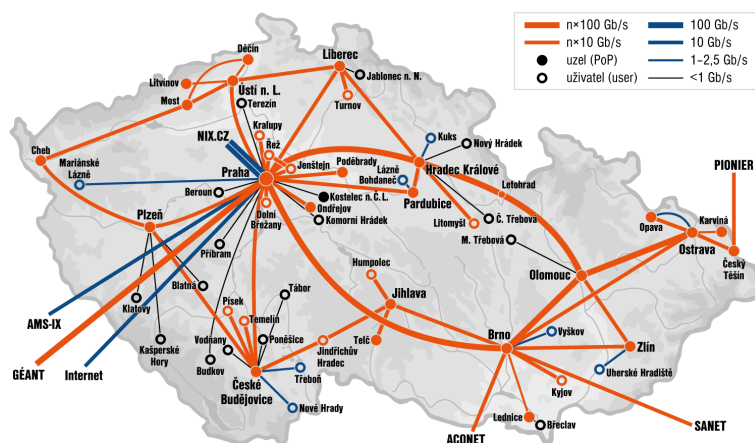 n×100 Gb/s
n×10 Gb/s
uzel (PoP)
uživatel (user)
100 Gb/s
10 Gb/s
1–2,5 Gb/s
<1 Gb/s
Děčín
Liberec
Litvínov
Jablonec n. N.
Most
Ústí n. L.
Terezín
Turnov
NIX.CZ
Kralupy
Řež
Kuks
Nový Hrádek
Cheb
Mariánské
Lázně
Praha
Jenštejn
Poděbrady
Lázně
Bohdaneč
Hradec Králové
PIONIER
Beroun
Kostelec n.Č.L.
Pardubice
Letohrad
Plzeň
Dolní
Břežany
Ondřejov
Komorní Hrádek
Litomyšl
Č. Třebová
Opava
Karviná
Příbram
M. Třebová
Ostrava
Český
Těšín
Blatná
Humpolec
Olomouc
Klatovy
Písek
Tábor
Jihlava
AMS-IX
Temelín
Kašperské
Hory
Vodňany
Poněšice
Telč
Brno
Vyškov
Zlín
GÉANT
Internet
Budkov
České
Budějovice
Jindřichův
Hradec
Třeboň
Uherské Hradiště
Kyjov
Nové Hrady
Lednice
Břeclav
SANET
ACONET